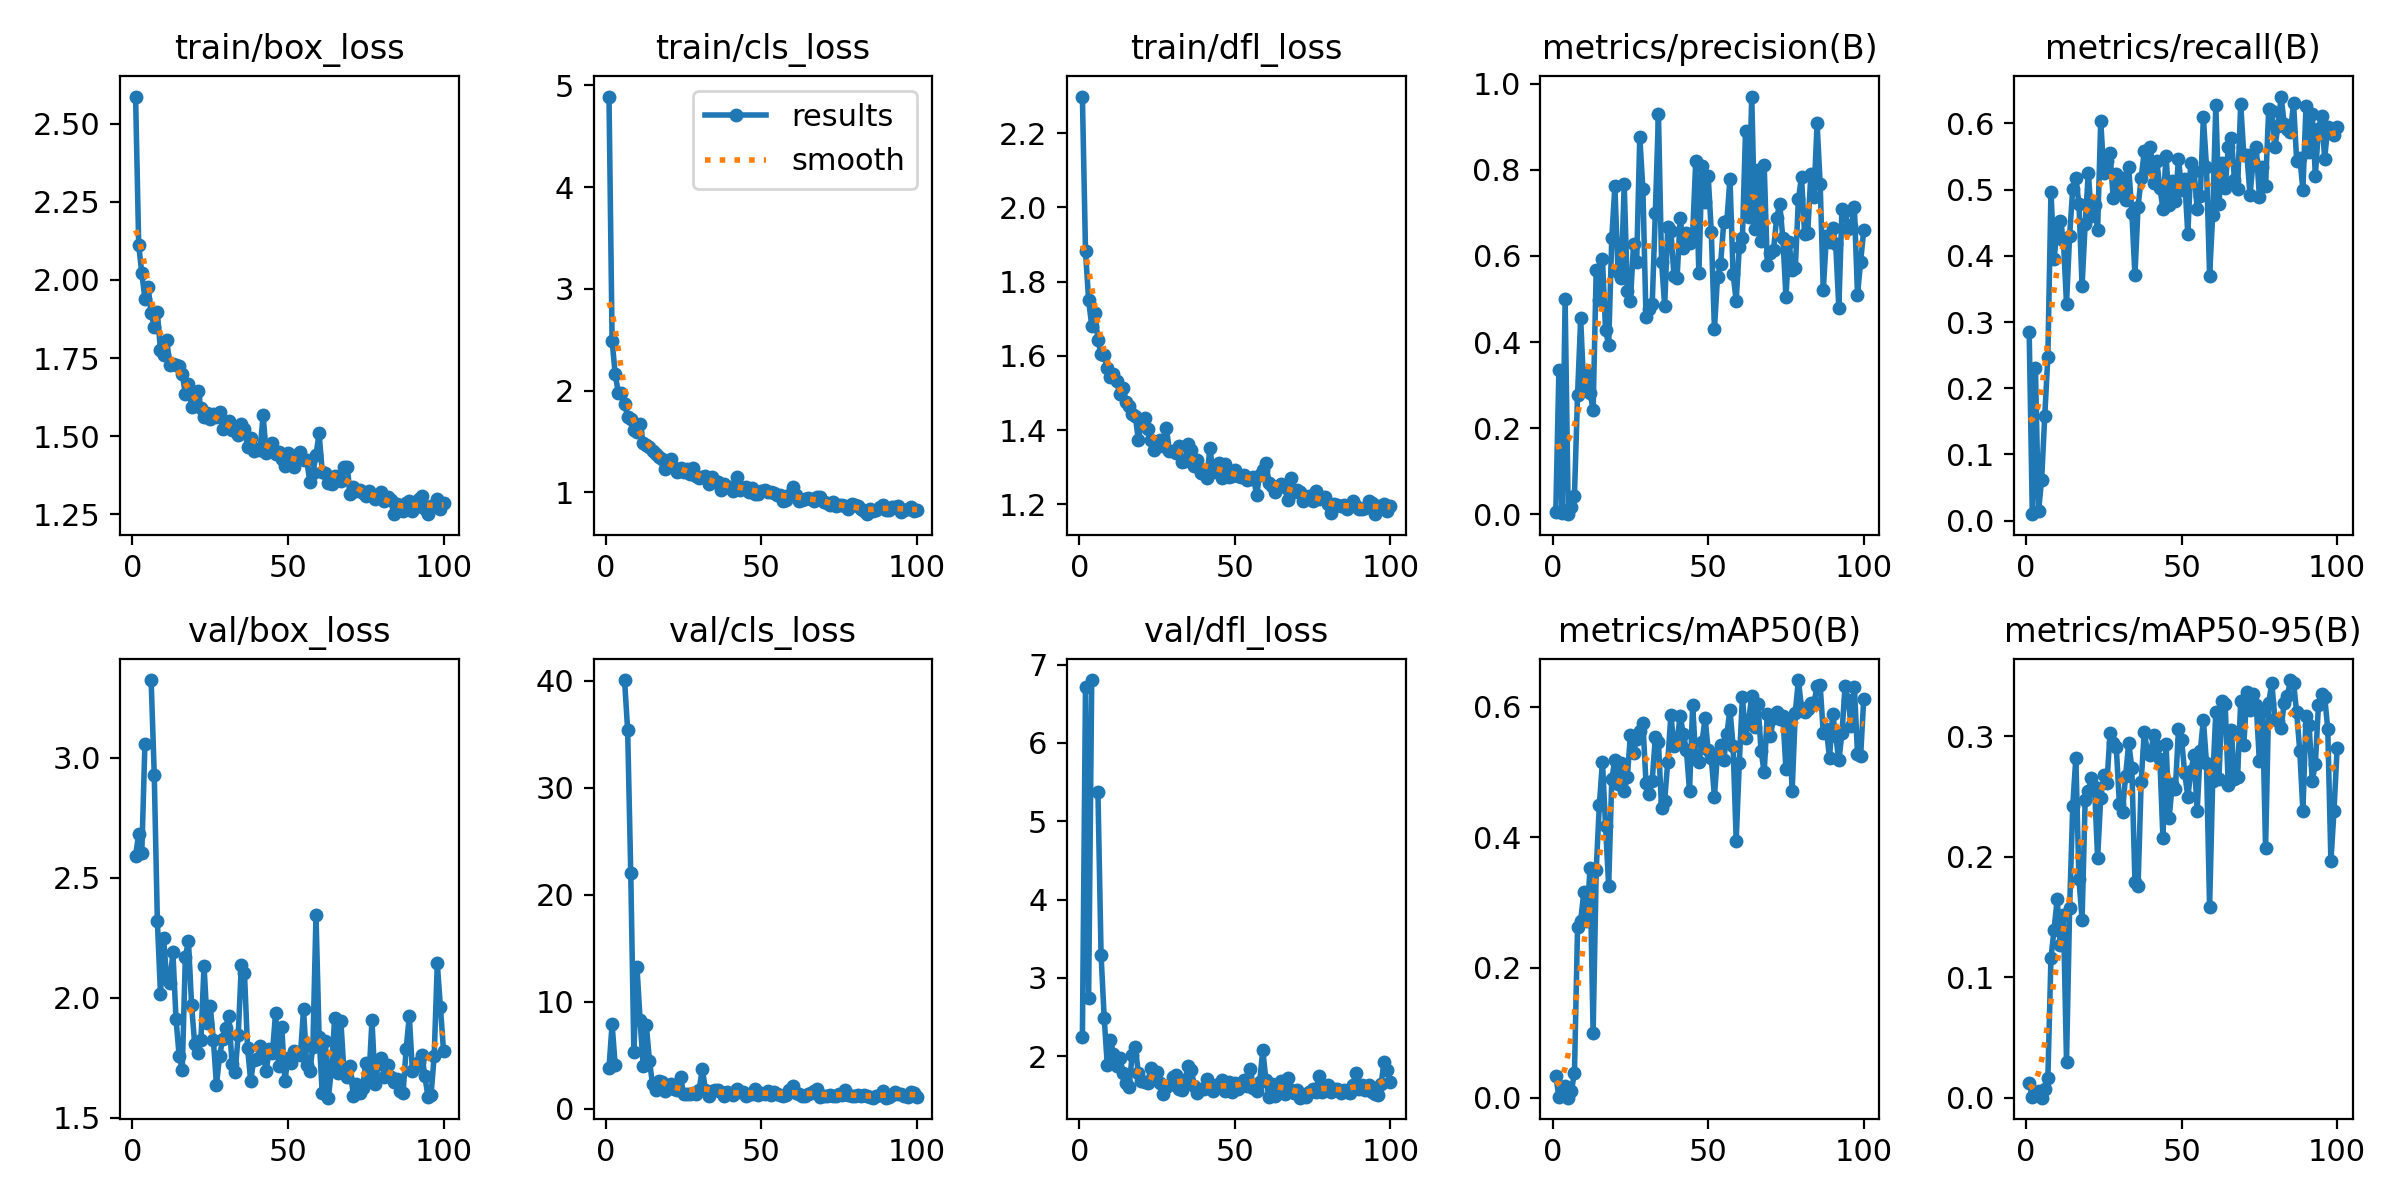 train/box_loss
2.50
2.25
2.00
1.75
1.50
1.25
0 50 100
train/cls_loss
results
smooth
5
4
3
2
1
0 50 100
train/dfl_loss
2.2
2.0
1.8
1.6
1.4
1.2
0 50 100
metrics/precision(B)
1.0
0.8
0.6
0.4
0.2
0.0
0 50 100
metrics/recall(B)
0.6
0.5
0.4
0.3
0.2
0.1
0.0
0 50 100
val/box_loss
3.0
2.5
2.0
1.5
0 50 100
val/cls_loss
40
30
20
10
0
0 50 100
val/dfl_loss
7
6
5
4
3
2
0 50 100
metrics/mAP50(B)
0.6
0.4
0.2
0.0
0 50 100
metrics/mAP50-95(B)
0.3
0.2
0.1
0.0
0 50 100